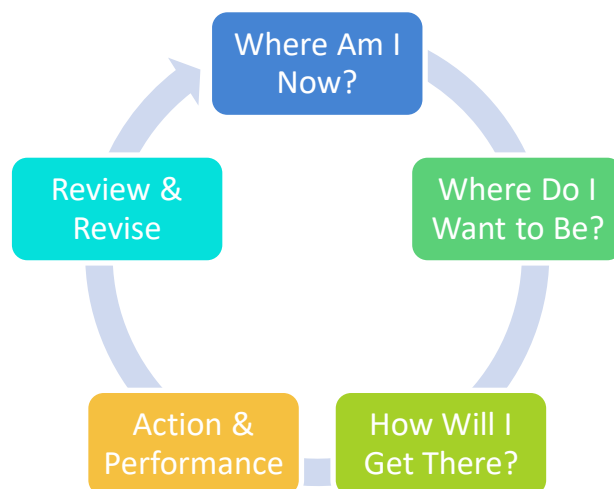 Where Am I
Now?
Where Do I
Want to Be?
How Will I
Get There?
Action &
Performance
Review &
Revise